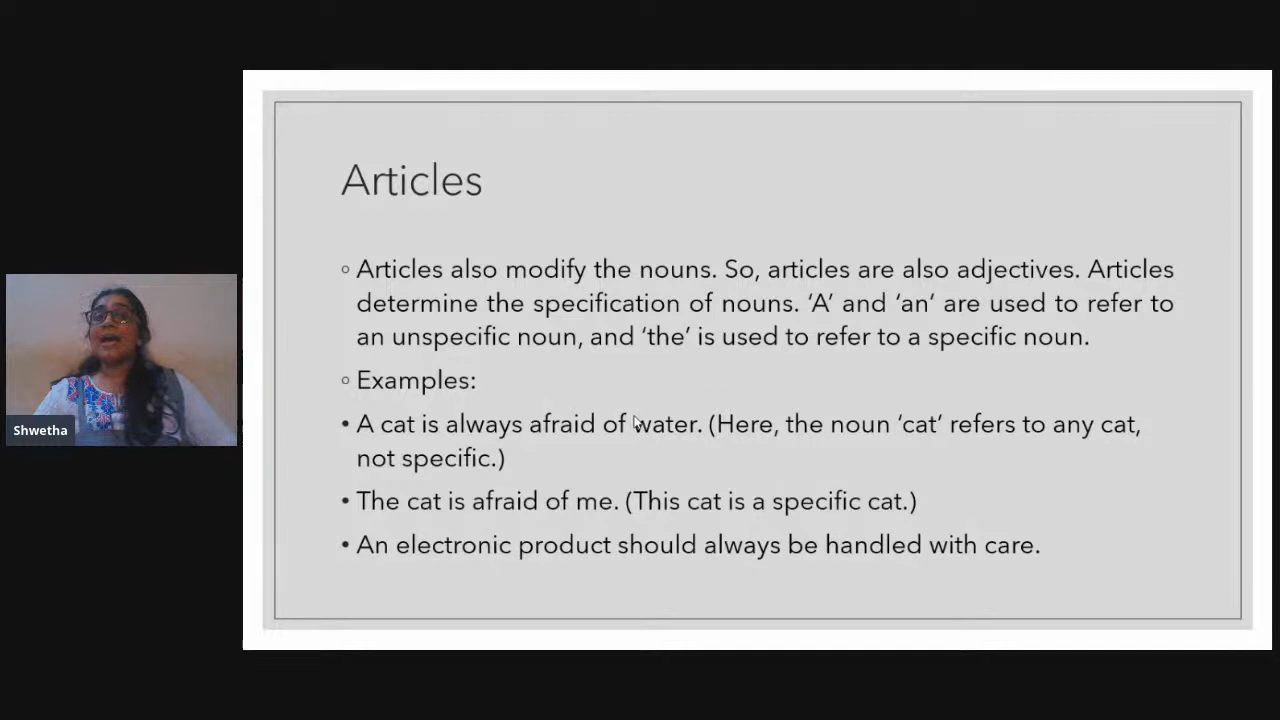 Articles
◦ Articles also modify the nouns. So, articles are also adjectives. Articles
determine the specification of nouns. ‘A’ and ‘an’ are used to refer to
an unspecific noun, and ‘the’ is used to refer to a specific noun.
◦ Examples:
• A cat is always afraid of water. (Here, the noun ‘cat’ refers to any cat,
not specific.)
• The cat is afraid of me. (This cat is a specific cat.)
• An electronic product should always be handled with care.
Shwetha